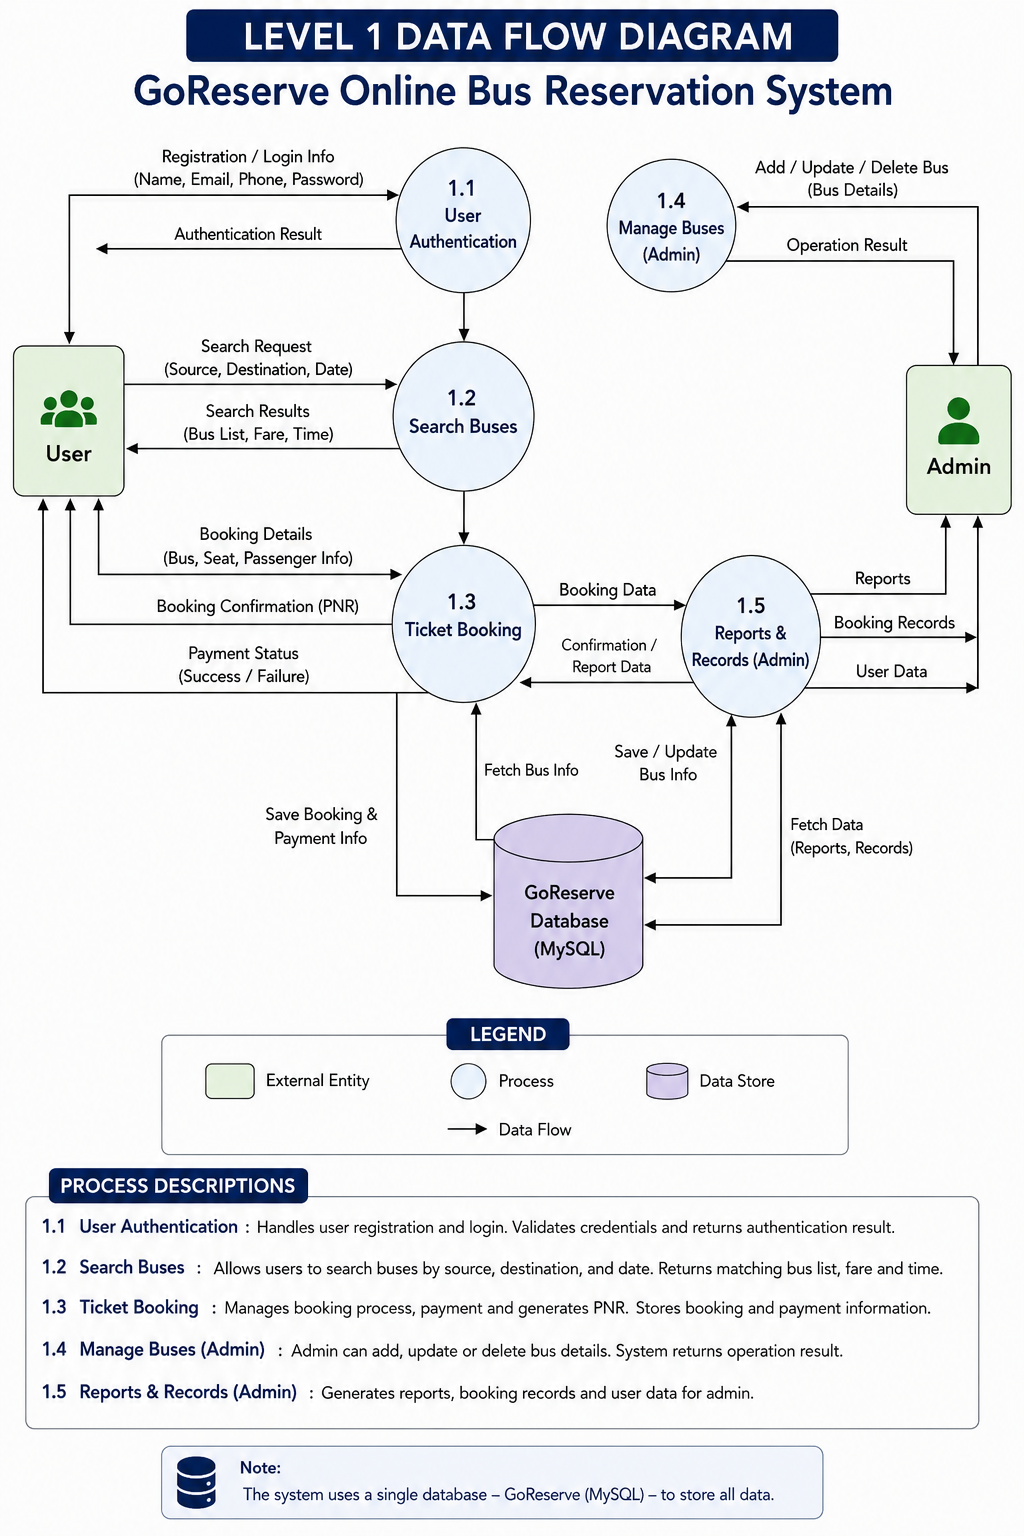 LEVEL 1 DATA FLOW DIAGRAM
GoReserve Online Bus Reservation System
Registration / Login Info
(Name, Email, Phone, Password)
Authentication Result
1.1
User
Authentication
1.4
Manage Buses
(Admin)
Add / Update / Delete Bus
(Bus Details)
Operation Result
User
Search Request
(Source, Destination, Date)
Search Results
(Bus List, Fare, Time)
1.2
Search Buses
Admin
Booking Details
(Bus, Seat, Passenger Info)
Booking Confirmation (PNR)
Payment Status
(Success / Failure)
1.3
Ticket Booking
Booking Data
Confirmation /
Report Data
1.5
Reports &
Records (Admin)
Reports
Booking Records
User Data
Fetch Bus Info
Save / Update
Bus Info
Save Booking &
Payment Info
Fetch Data
(Reports, Records)
GoReserve
Database
(MySQL)
LEGEND
External Entity
Process
Data Store
Data Flow
PROCESS DESCRIPTIONS
1.1 User Authentication : Handles user registration and login. Validates credentials and returns authentication result.
1.2 Search Buses : Allows users to search buses by source, destination, and date. Returns matching bus list, fare and time.
1.3 Ticket Booking : Manages booking process, payment and generates PNR. Stores booking and payment information.
1.4 Manage Buses (Admin) : Admin can add, update or delete bus details. System returns operation result.
1.5 Reports & Records (Admin) : Generates reports, booking records and user data for admin.
Note:
The system uses a single database – GoReserve (MySQL) – to store all data.